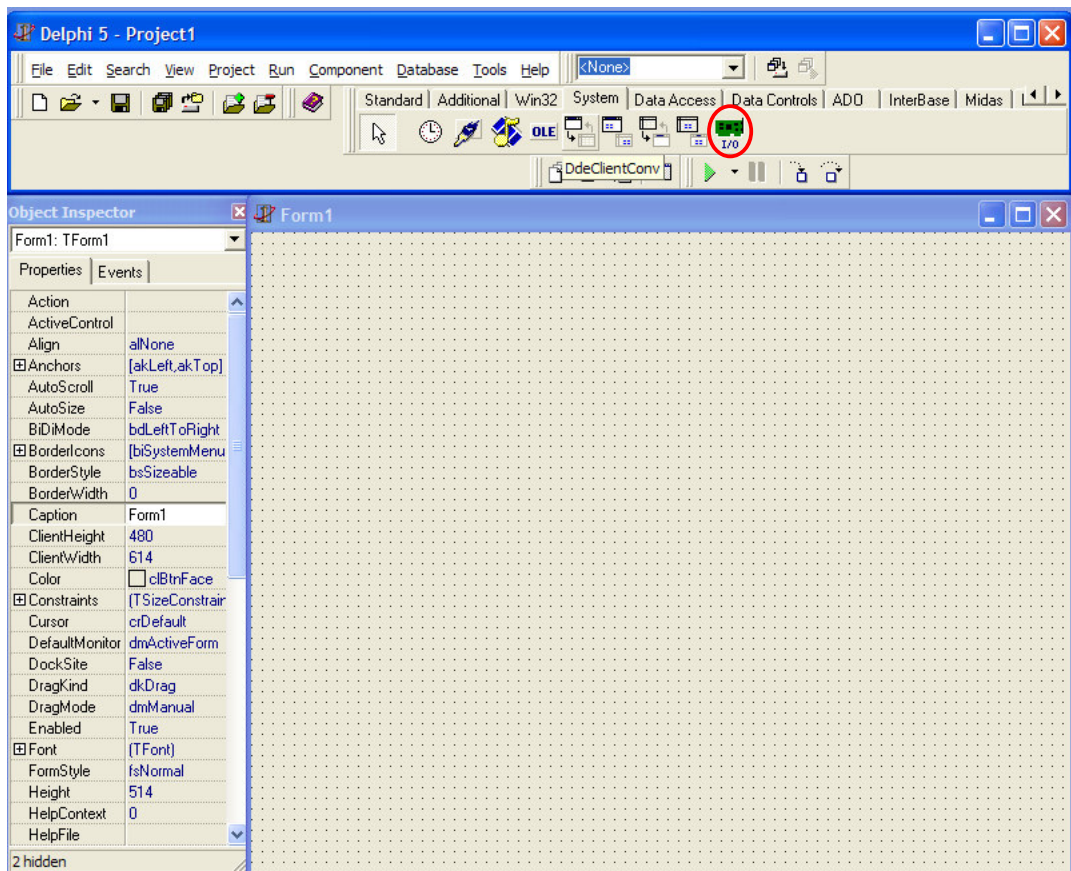 Delphi 5 - Project1
File Edit Search View Project Run Component Database Tools Help <None>
Standard Additional Win32 System Data Access Data Controls ADO InterBase Midas
OLE I/O
DdeClientConv
Object Inspector
Form1
Form1: TForm1
Properties Events
Action
ActiveControl
Align alNone
Anchors [akLeft,akTop]
AutoScroll True
AutoSize False
BiDiMode bdLeftToRight
BorderIcons [biSystemMenu
BorderStyle bsSizeable
BorderWidth 0
Caption Form1
ClientHeight 480
ClientWidth 614
Color clBtnFace
Constraints (TSizeConstrair
Cursor crDefault
DefaultMonitor dmActiveForm
DockSite False
DragKind dkDrag
DragMode dmManual
Enabled True
Font (TFont)
FormStyle fsNormal
Height 514
HelpContext 0
HelpFile
2 hidden